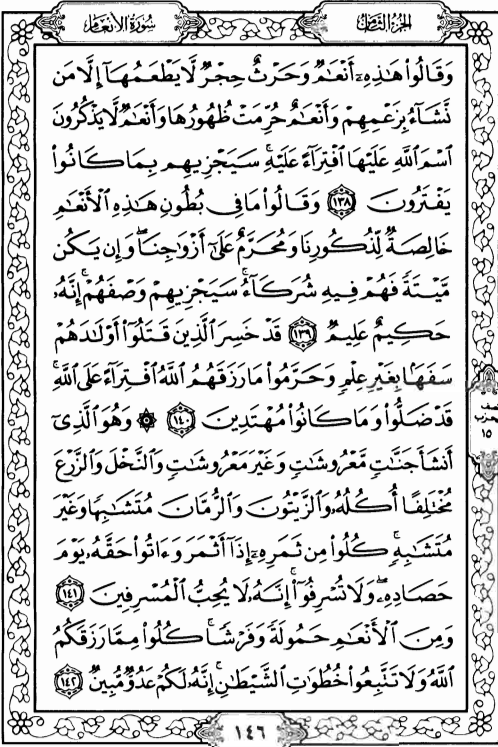 الجزء الثامن
سورة الأنعام
وَقَالُوا۟ هَـٰذِهِۦٓ أَنْعَـٰمٌ وَحَرْثٌ حِجْرٌ لَّا يَطْعَمُهَآ إِلَّا مَن
نَّشَآءُ بِزَعْمِهِمْ وَأَنْعَـٰمٌ حُرِّمَتْ ظُهُورُهَا وَأَنْعَـٰمٌ لَّا يَذْكُرُونَ
ٱسْمَ ٱللَّهِ عَلَيْهَا ٱفْتِرَآءً عَلَيْهِ ۚ سَيَجْزِيهِم بِمَا كَانُوا۟
يَفْتَرُونَ ١٣٨ وَقَالُوا۟ مَا فِى بُطُونِ هَـٰذِهِ ٱلْأَنْعَـٰمِ
خَالِصَةٌ لِّذُكُورِنَا وَمُحَرَّمٌ عَلَىٰٓ أَزْوَٰجِنَا ۖ وَإِن يَكُن
مَّيْتَةً فَهُمْ فِيهِ شُرَكَآءُ ۚ سَيَجْزِيهِمْ وَصْفَهُمْ ۚ إِنَّهُۥ
حَكِيمٌ عَلِيمٌ ١٣٩ قَدْ خَسِرَ ٱلَّذِينَ قَتَلُوٓا۟ أَوْلَـٰدَهُمْ
سَفَهًۢا بِغَيْرِ عِلْمٍ وَحَرَّمُوا۟ مَا رَزَقَهُمُ ٱللَّهُ ٱفْتِرَآءً عَلَى ٱللَّهِ ۚ
قَدْ ضَلُّوا۟ وَمَا كَانُوا۟ مُهْتَدِينَ ١٤٠ ۞ وَهُوَ ٱلَّذِىٓ
أَنشَأَ جَنَّـٰتٍ مَّعْرُوشَـٰتٍ وَغَيْرَ مَعْرُوشَـٰتٍ وَٱلنَّخْلَ وَٱلزَّرْعَ
مُخْتَلِفًا أُكُلُهُۥ وَٱلزَّيْتُونَ وَٱلرُّمَّانَ مُتَشَـٰبِهًا وَغَيْرَ
مُتَشَـٰبِهٍ ۚ كُلُوا۟ مِن ثَمَرِهِۦٓ إِذَآ أَثْمَرَ وَءَاتُوا۟ حَقَّهُۥ يَوْمَ
حَصَادِهِۦ ۖ وَلَا تُسْرِفُوٓا۟ ۚ إِنَّهُۥ لَا يُحِبُّ ٱلْمُسْرِفِينَ ١٤١
وَمِنَ ٱلْأَنْعَـٰمِ حَمُولَةً وَفَرْشًا ۚ كُلُوا۟ مِمَّا رَزَقَكُمُ
ٱللَّهُ وَلَا تَتَّبِعُوا۟ خُطُوَٰتِ ٱلشَّيْطَـٰنِ ۚ إِنَّهُۥ لَكُمْ عَدُوٌّ مُّبِينٌ ١٤٢
١٥
١٤٦